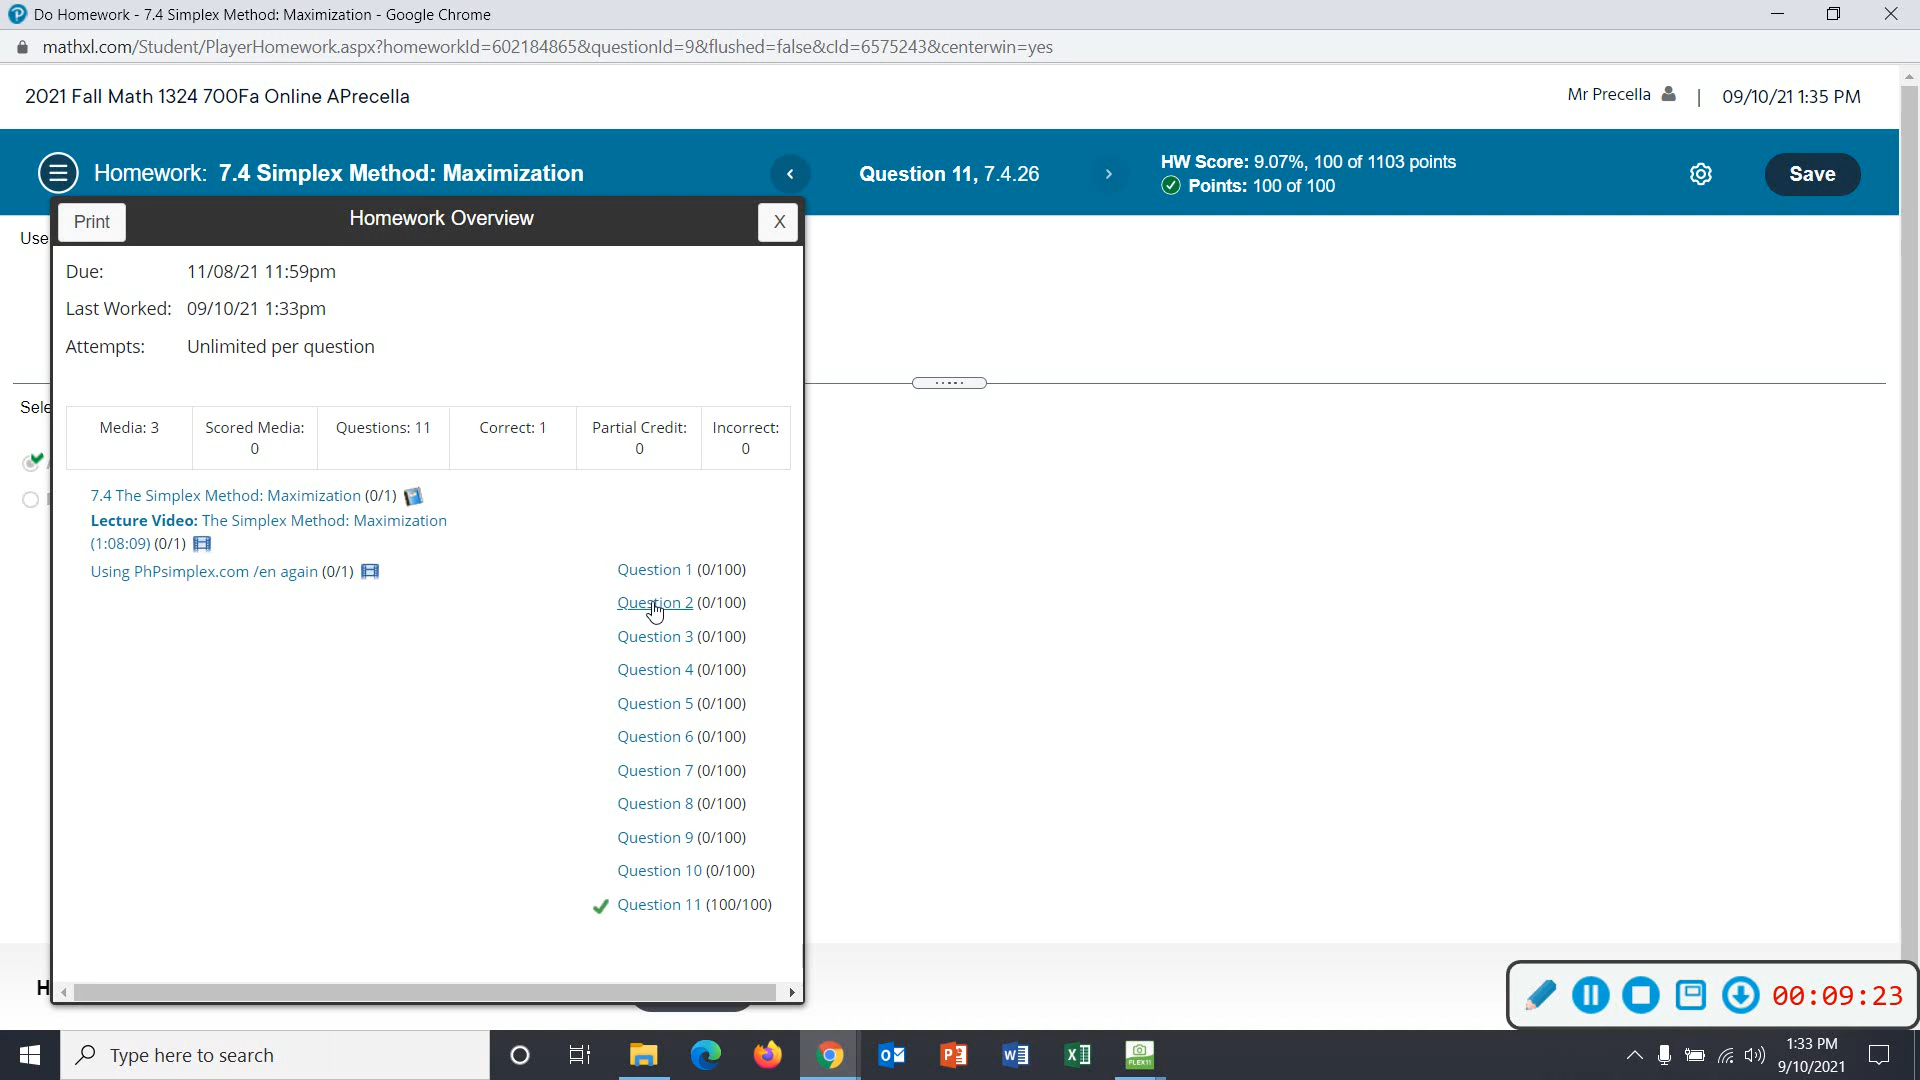 Do Homework - 7.4 Simplex Method: Maximization - Google Chrome
mathxl.com/Student/PlayerHomework.aspx?homeworkId=602184865&questionId=9&flushed=false&cId=6575243&centerwin=yes
2021 Fall Math 1324 700Fa Online APrecella
Mr Precella | 09/10/21 1:35 PM
Homework: 7.4 Simplex Method: Maximization
Question 11, 7.4.26
HW Score: 9.07%, 100 of 1103 points
Points: 100 of 100
Save
Print
Homework Overview
X
Use
Due: 11/08/21 11:59pm
Last Worked: 09/10/21 1:33pm
Attempts: Unlimited per question
Sele
Media: 3
Scored Media: 0
Questions: 11
Correct: 1
Partial Credit: 0
Incorrect: 0
7.4 The Simplex Method: Maximization (0/1)
Lecture Video: The Simplex Method: Maximization
(1:08:09) (0/1)
Using PhPsimplex.com /en again (0/1)
Question 1 (0/100)
Question 2 (0/100)
Question 3 (0/100)
Question 4 (0/100)
Question 5 (0/100)
Question 6 (0/100)
Question 7 (0/100)
Question 8 (0/100)
Question 9 (0/100)
Question 10 (0/100)
Question 11 (100/100)
H
00:09:23
Type here to search
FLEX11
1:33 PM
9/10/2021